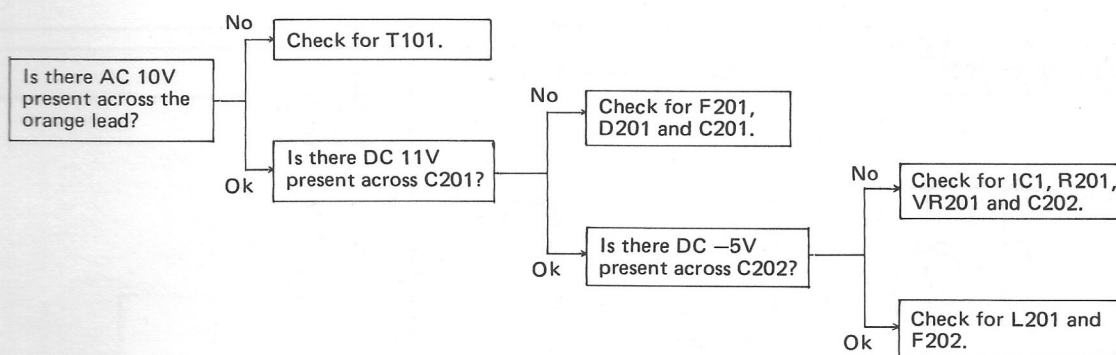 No
Check for T101.
Is there AC 10V
present across the
orange lead?
No
Check for F201,
D201 and C201.
Ok
Is there DC 11V
present across C201?
No
Check for IC1, R201,
VR201 and C202.
Ok
Is there DC —5V
present across C202?
Ok
Check for L201 and
F202.